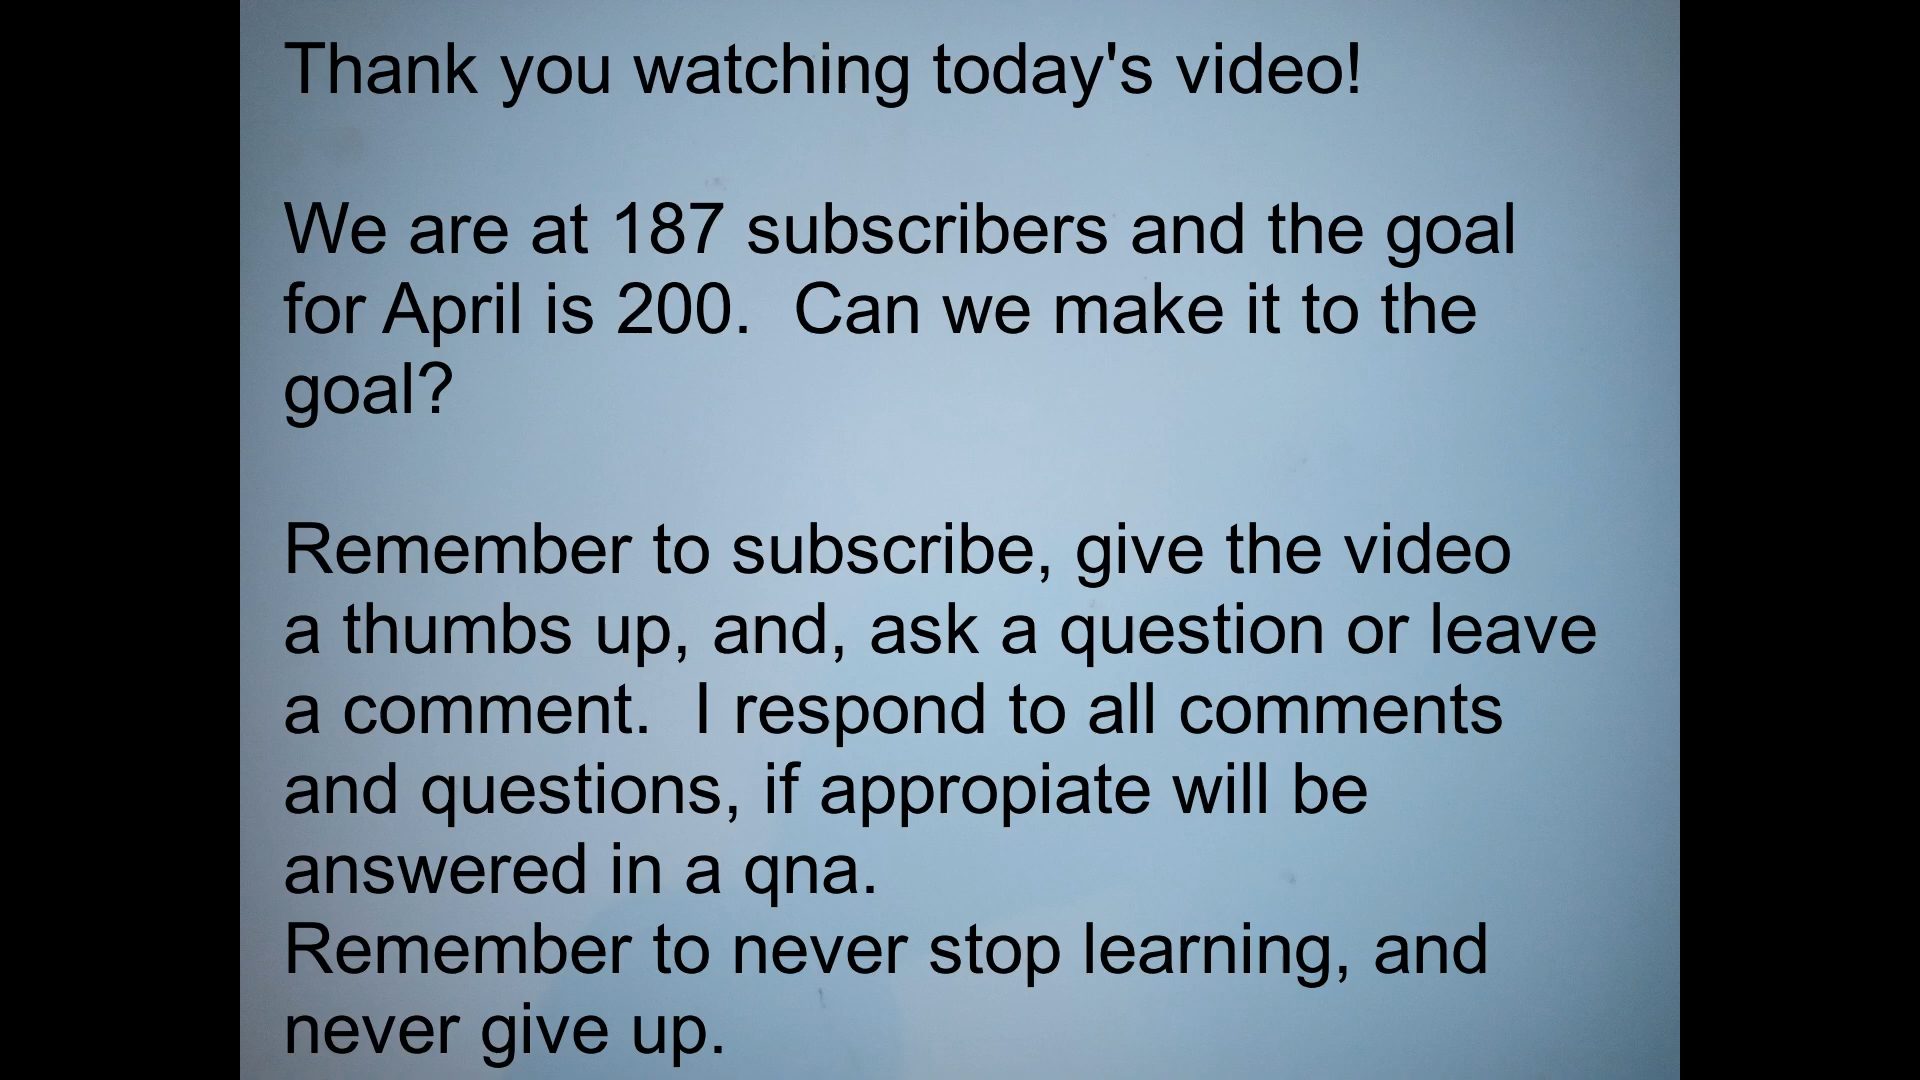 Thank you watching today's video!
We are at 187 subscribers and the goal
for April is 200.  Can we make it to the
goal?
Remember to subscribe, give the video
a thumbs up, and, ask a question or leave
a comment.  I respond to all comments
and questions, if appropiate will be
answered in a qna.
Remember to never stop learning, and
never give up.